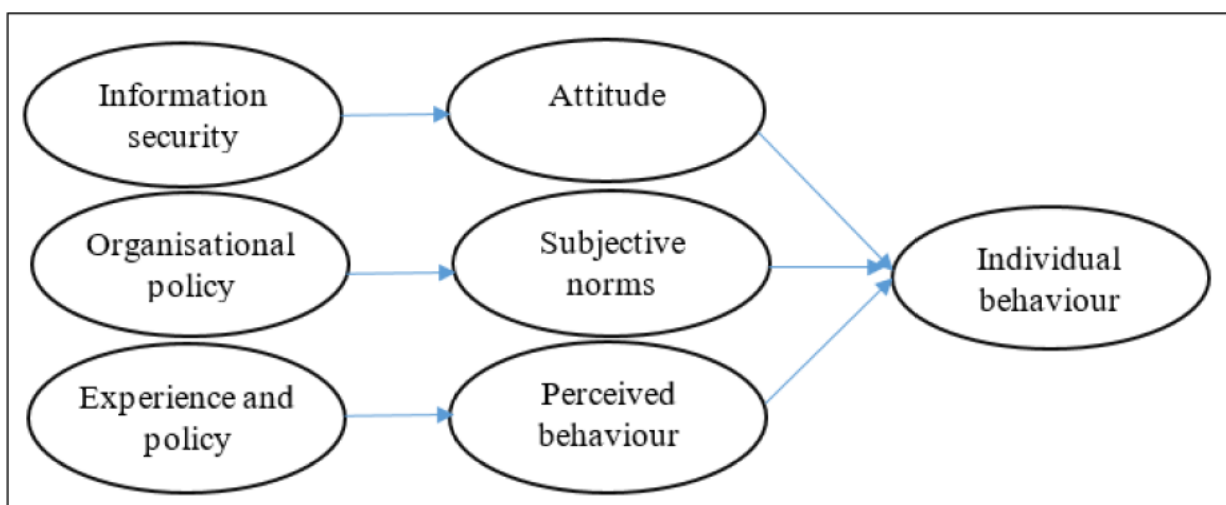 Information
security
Attitude
Organisational
policy
Subjective
norms
Individual
behaviour
Experience and
policy
Perceived
behaviour